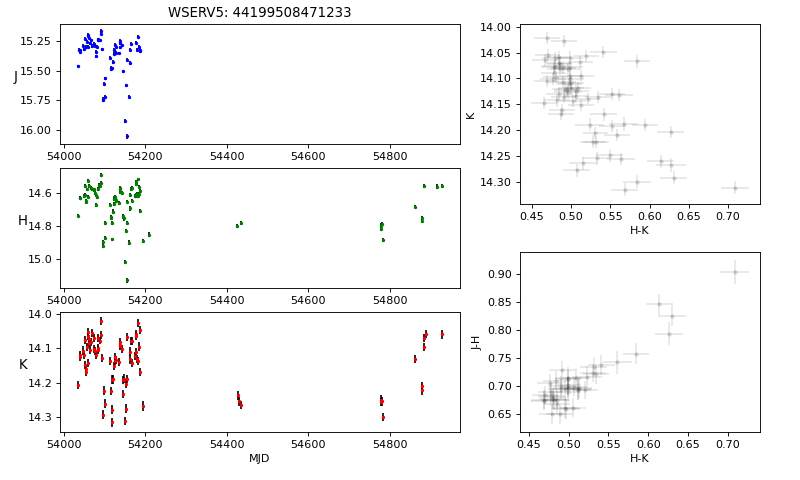 WSERV5: 44199508471233
J
15.25
15.50
15.75
16.00
54000 54200 54400 54600 54800
H
14.6
14.8
15.0
54000 54200 54400 54600 54800
K
14.0
14.1
14.2
14.3
54000 54200 54400 54600 54800
MJD
K
14.00
14.05
14.10
14.15
14.20
14.25
14.30
0.45 0.50 0.55 0.60 0.65 0.70
H-K
J-H
0.90
0.85
0.80
0.75
0.70
0.65
0.45 0.50 0.55 0.60 0.65 0.70
H-K